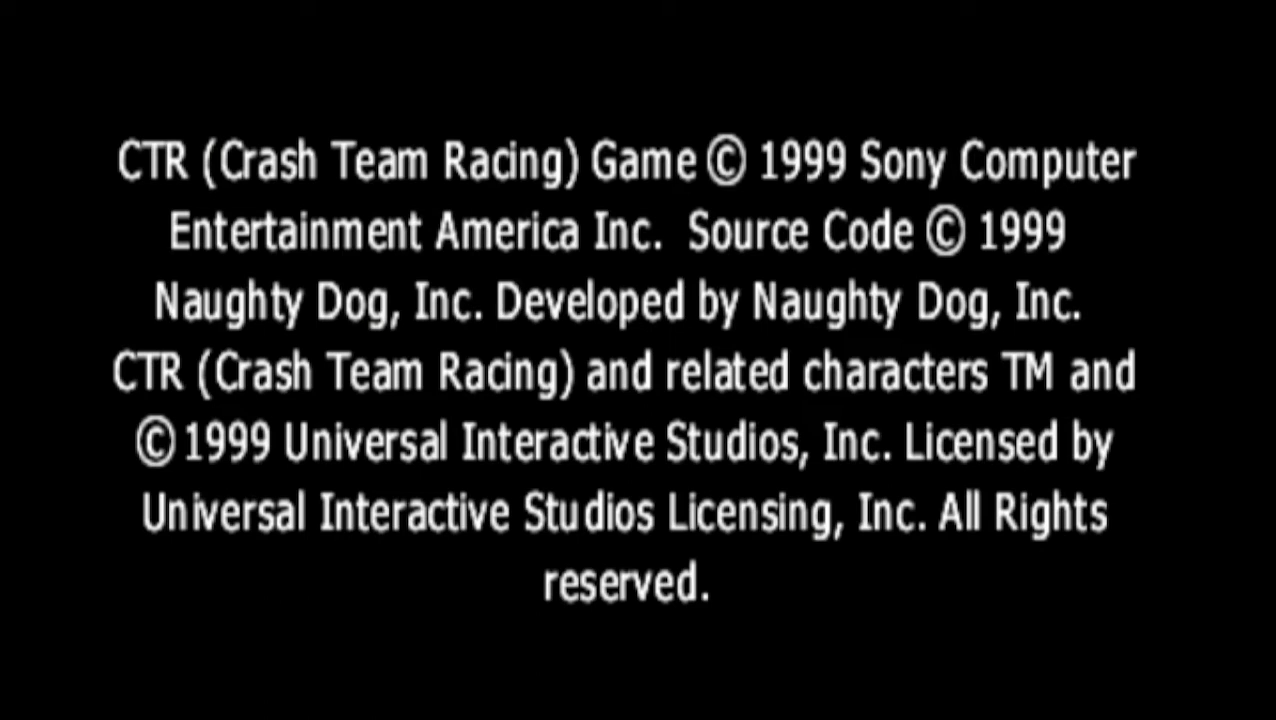 CTR (Crash Team Racing) Game © 1999 Sony Computer
Entertainment America Inc.  Source Code © 1999
Naughty Dog, Inc. Developed by Naughty Dog, Inc.
CTR (Crash Team Racing) and related characters TM and
© 1999 Universal Interactive Studios, Inc. Licensed by
Universal Interactive Studios Licensing, Inc. All Rights
reserved.